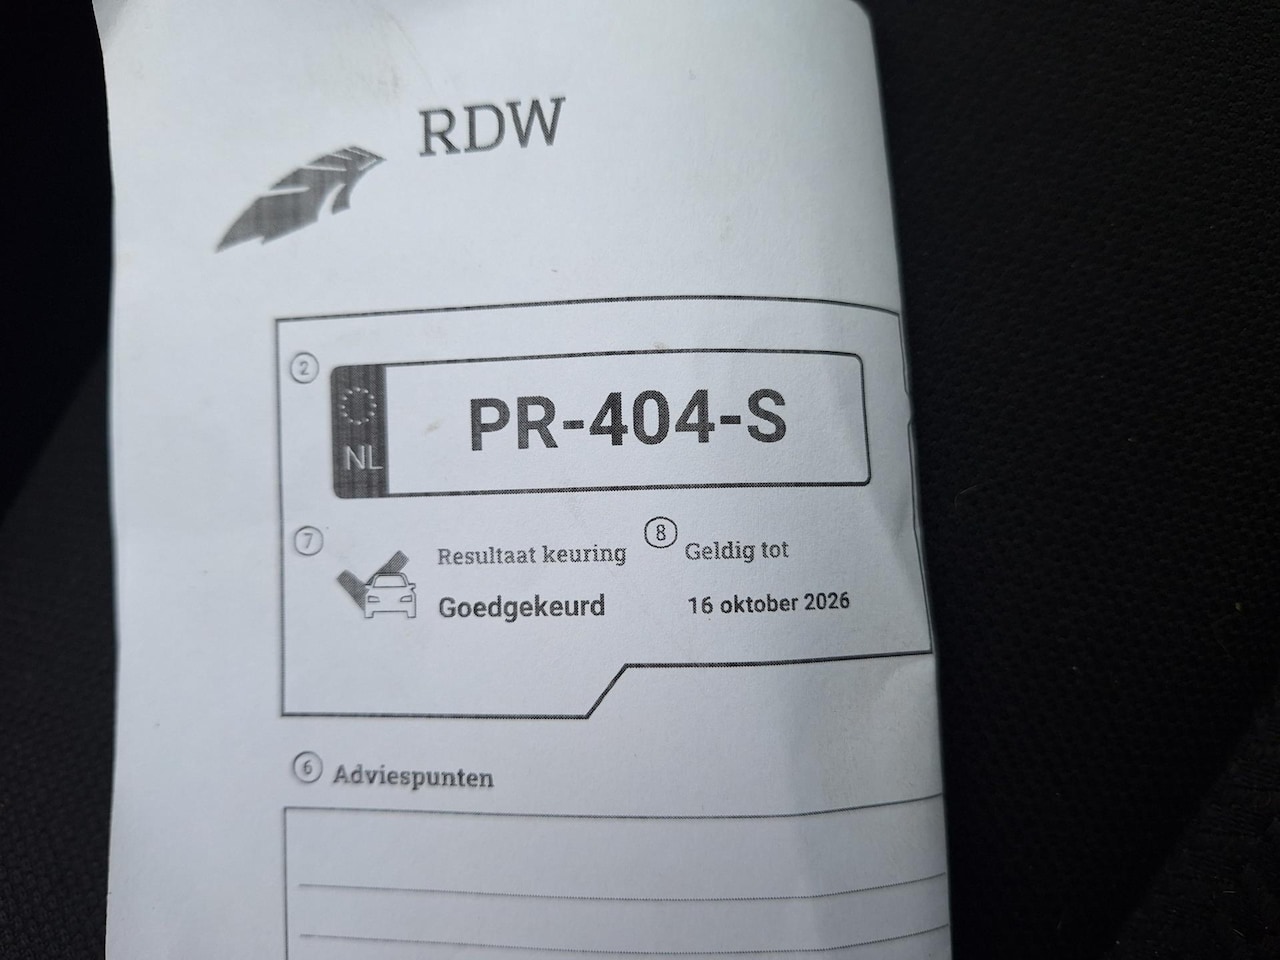 RDW
2
NL
PR-404-S
7
Resultaat keuring
8
Geldig tot
Goedgekeurd
16 oktober 2026
6 Adviespunten